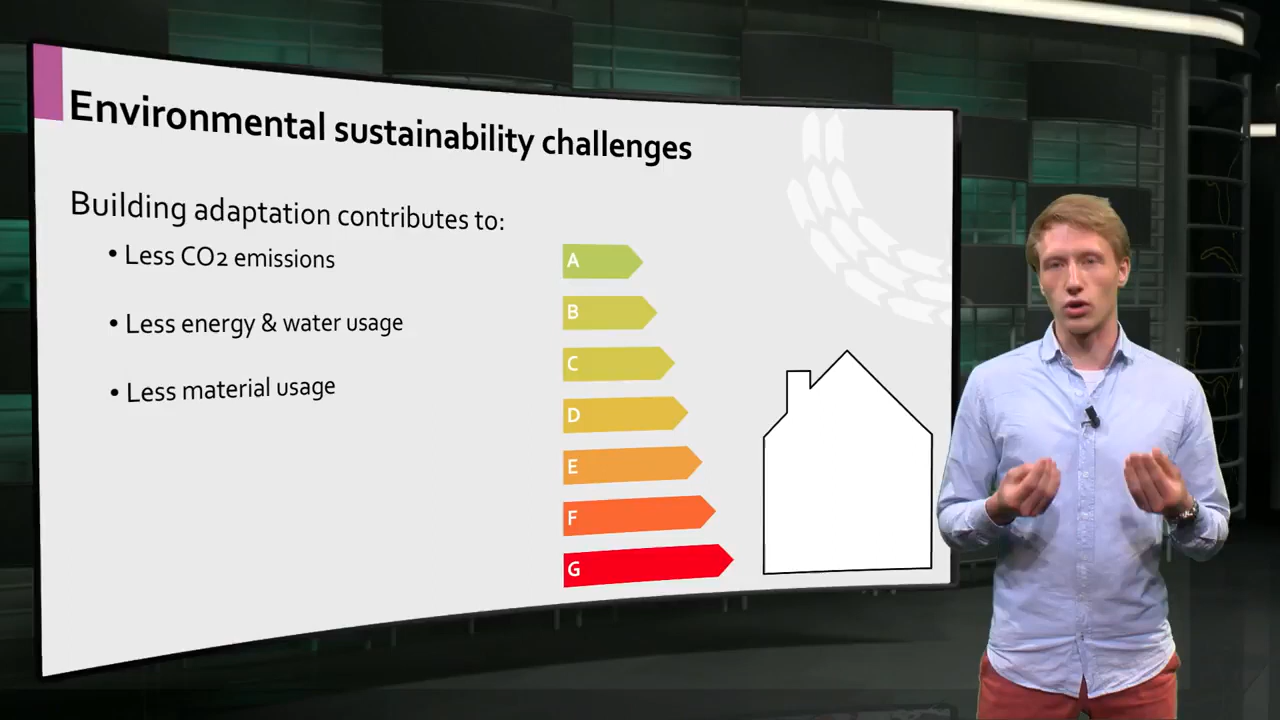 Environmental sustainability challenges
Building adaptation contributes to:
• Less CO2 emissions
• Less energy & water usage
• Less material usage
A
B
C
D
E
F
G